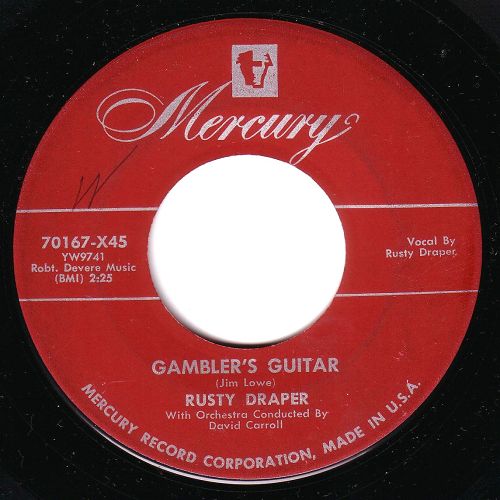 Mercury
70167-X45
YW9741
Robt. Devere Music
(BMI) 2:25
Vocal By
Rusty Draper
GAMBLER'S GUITAR
(Jim Lowe)
RUSTY DRAPER
With Orchestra Conducted By
David Carroll
MERCURY RECORD CORPORATION, MADE IN U.S.A.